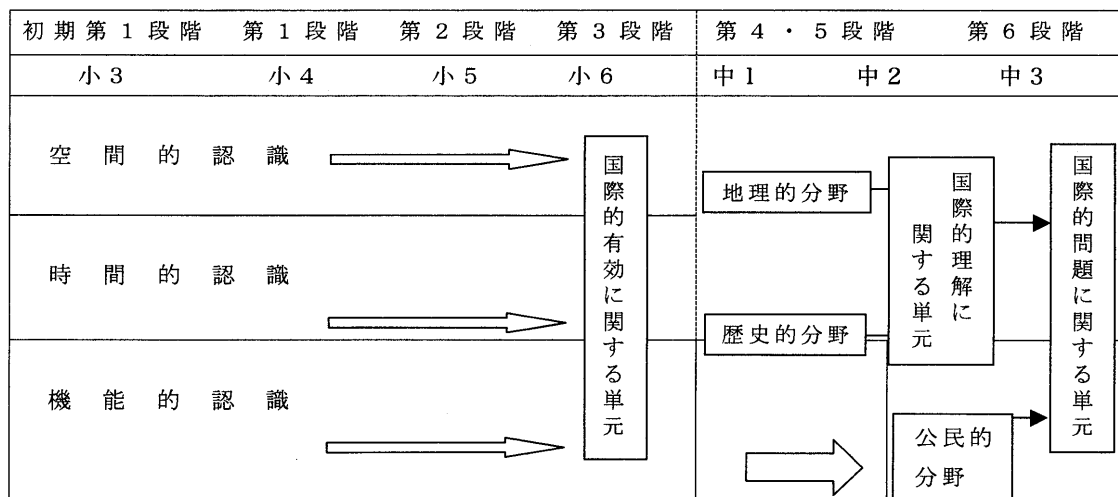 初期第1段階 第1段階 第2段階 第3段階 第4・5段階 第6段階
小3 小4 小5 小6 中1 中2 中3
空間的認識
時間的認識
機能的認識
国際的有効に関する単元
地理的分野
歴史的分野
国際的理解に
関する単元
公民的
分野
国際的問題に関する単元